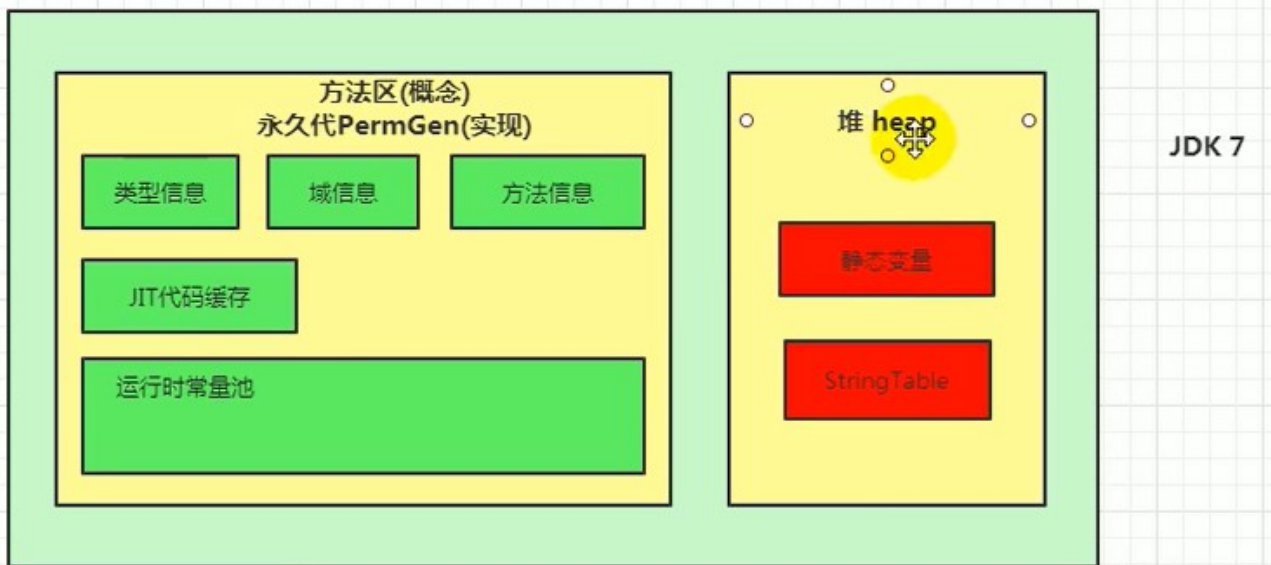 方法区(概念)
永久代PermGen(实现)
类型信息
域信息
方法信息
JIT代码缓存
运行时常量池
堆 heap
静态变量
StringTable
JDK 7